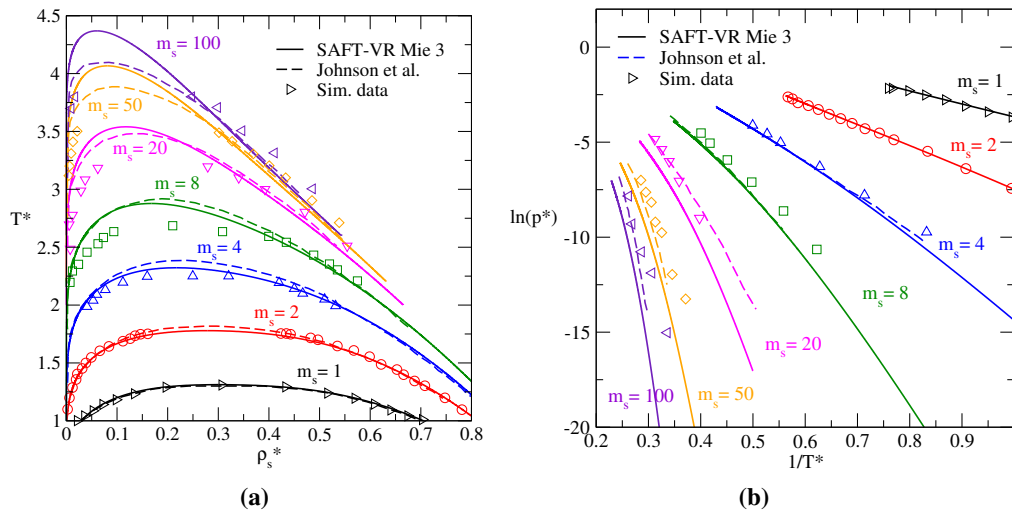 4.5
4
3.5
3
2.5
2
1.5
1
T*
0
0.1
0.2
0.3
0.4
0.5
0.6
0.7
0.8
ρs*
SAFT-VR Mie 3
Johnson et al.
Sim. data
ms = 100
ms = 50
ms = 20
ms = 8
ms = 4
ms = 2
ms = 1
(a)
0
-5
-10
-15
-20
ln(p*)
0.2
0.3
0.4
0.5
0.6
0.7
0.8
0.9
1/T*
SAFT-VR Mie 3
Johnson et al.
Sim. data
ms = 1
ms = 2
ms = 4
ms = 8
ms = 20
ms = 50
ms = 100
(b)